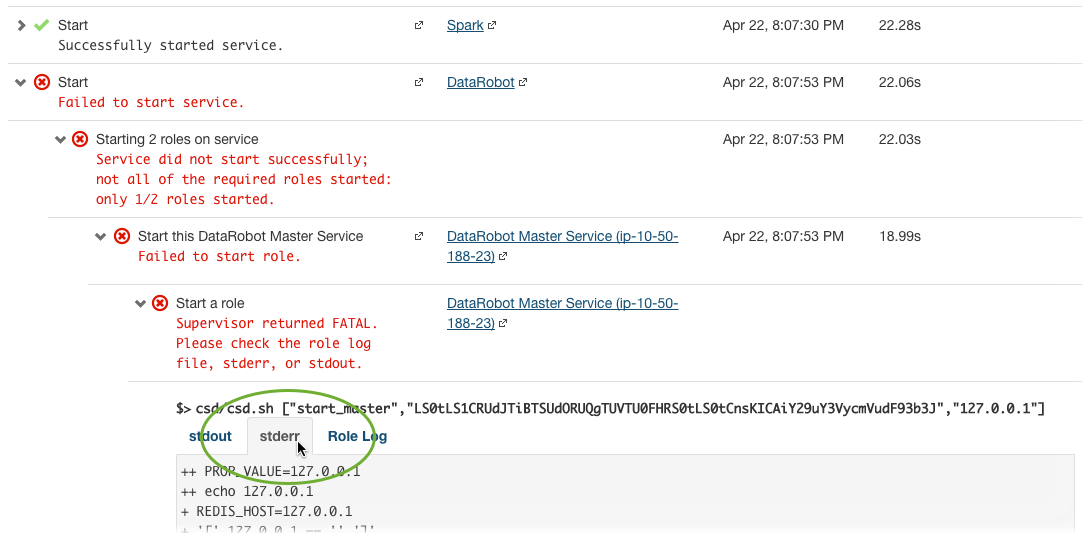 Start Spark Apr 22, 8:07:30 PM 22.28s
Successfully started service.
Start DataRobot Apr 22, 8:07:53 PM 22.06s
Failed to start service.
Starting 2 roles on service Apr 22, 8:07:53 PM 22.03s
Service did not start successfully;
not all of the required roles started:
only 1/2 roles started.
Start this DataRobot Master Service DataRobot Master Service (ip-10-50- Apr 22, 8:07:53 PM 18.99s
Failed to start role. 188-23)
Start a role DataRobot Master Service (ip-10-50-
Supervisor returned FATAL. 188-23)
Please check the role log
file, stderr, or stdout.
$> csd/csd.sh ["start_master","LS0tLS1CRUdJTiBTSUdORUQgTUVTU0FHRS0tLS0tCnsKICAiY29uY3VycmVudF93b3J","127.0.0.1"]
stdout stderr Role Log
++ PROP_VALUE=127.0.0.1
++ echo 127.0.0.1
+ REDIS_HOST=127.0.0.1
+ '[' 127.0.0.1 == '' ']'